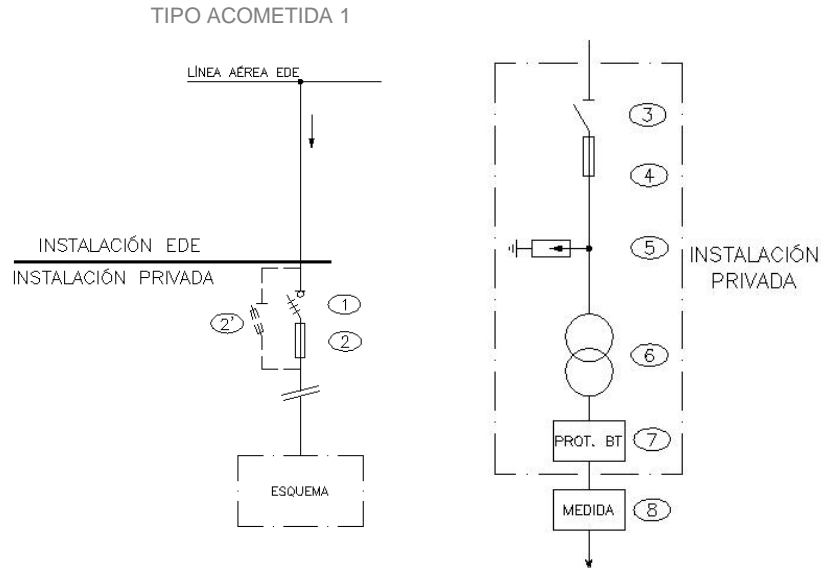 TIPO ACOMETIDA 1
LÍNEA AÉREA EDE
INSTALACIÓN EDE
INSTALACIÓN PRIVADA
1
2'
2
ESQUEMA
3
4
5
INSTALACIÓN
PRIVADA
6
PROT. BT
7
MEDIDA
8